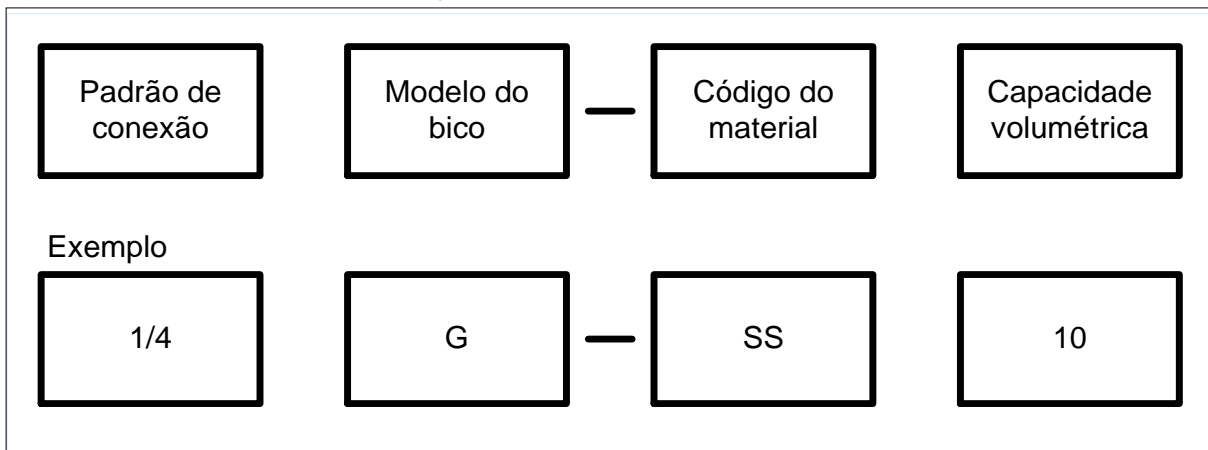 Padrão de
conexão
Modelo do
bico
Código do
material
Capacidade
volumétrica
Exemplo
1/4
G
SS
10